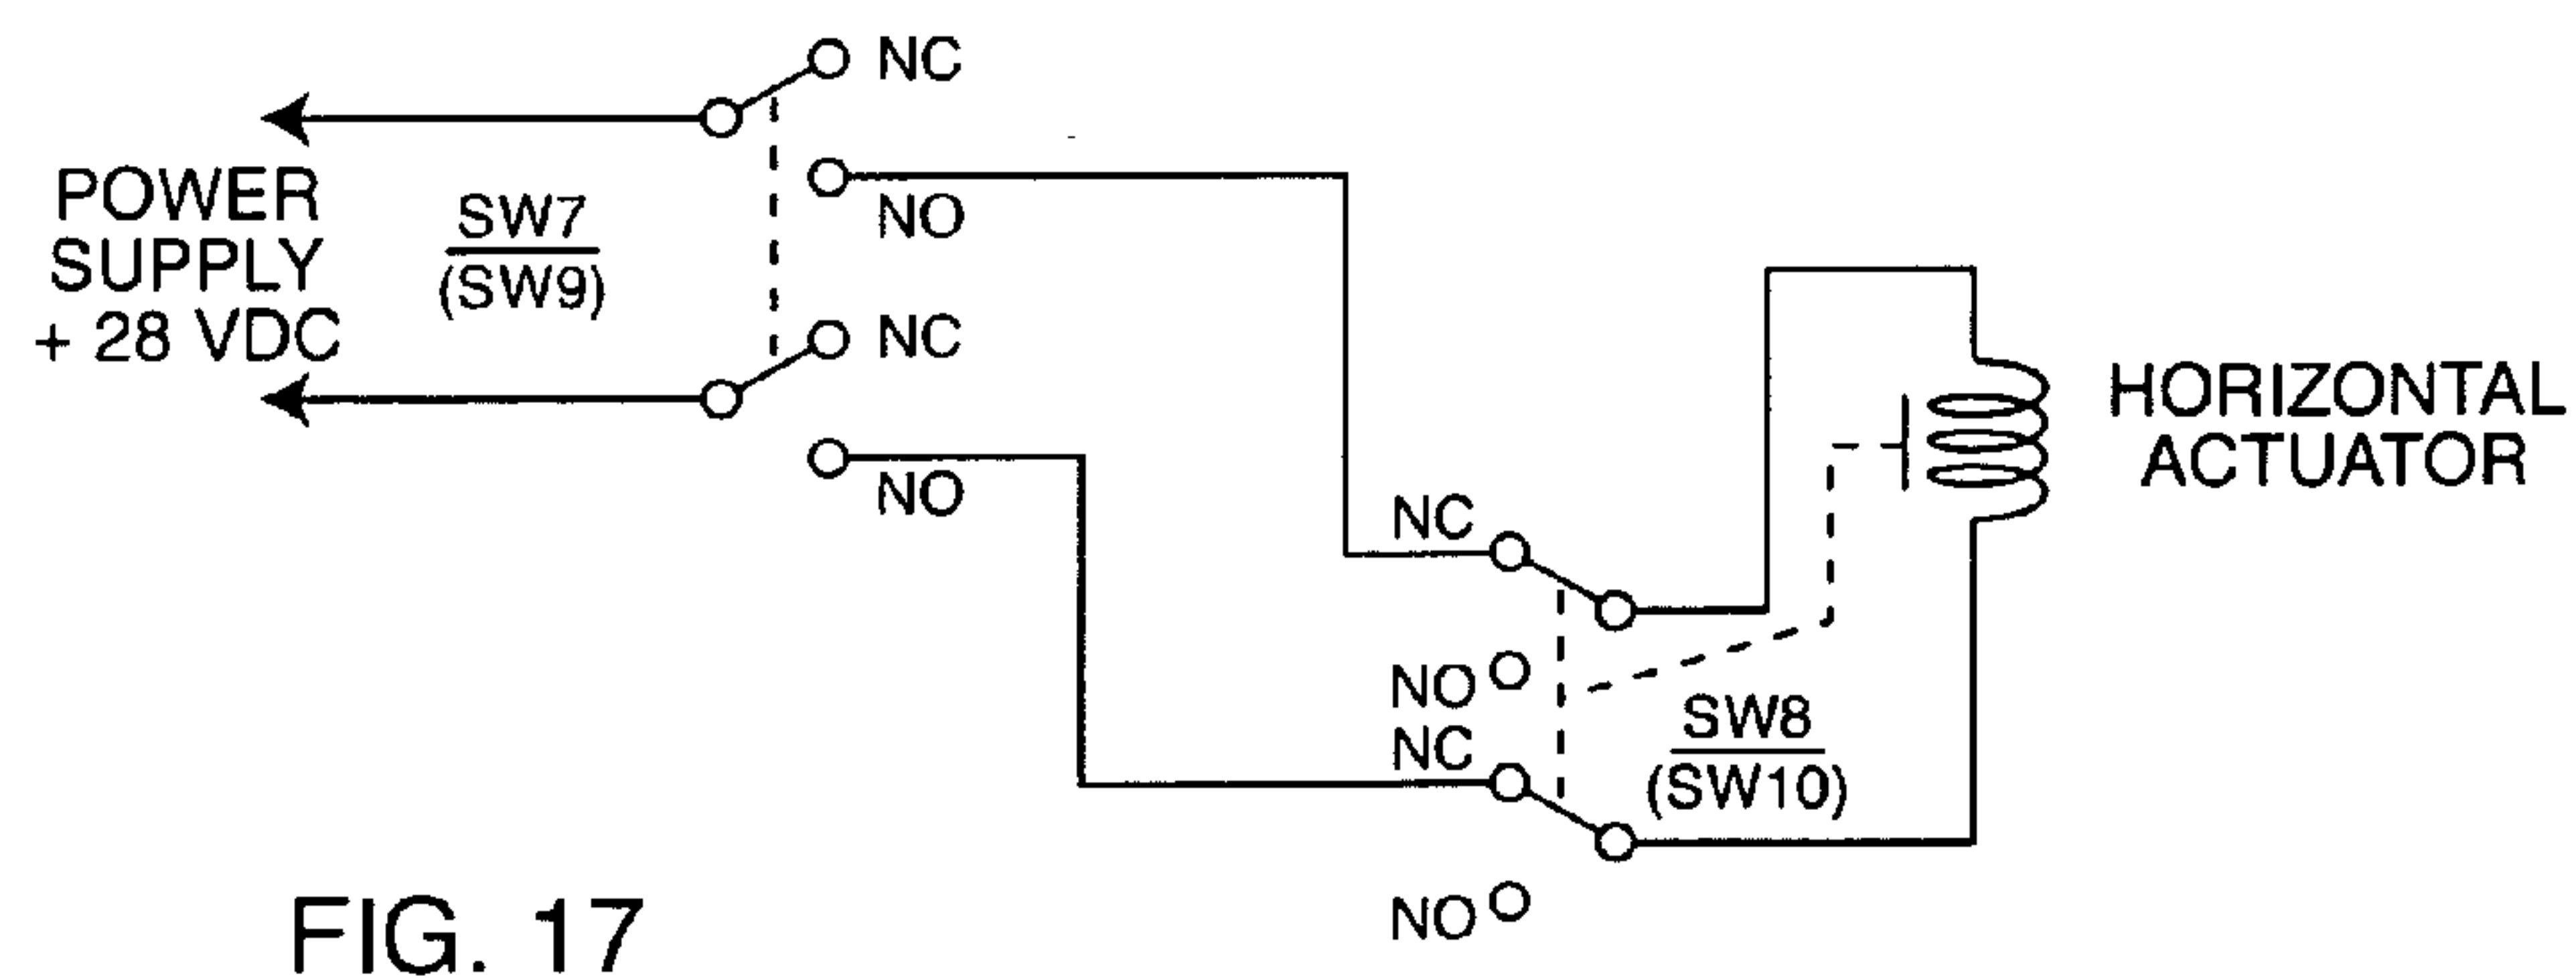 NC
POWER
SUPPLY
+ 28 VDC
SW7
(SW9)
NO
NC
NO
HORIZONTAL
ACTUATOR
NC
NO
NC
SW8
(SW10)
NO
FIG. 17